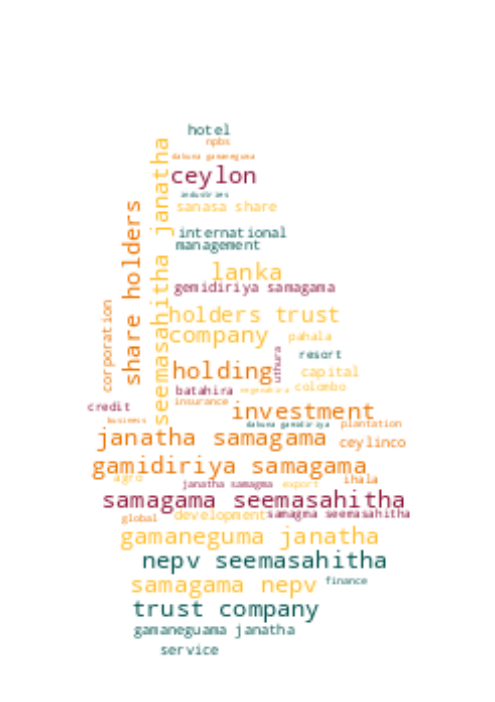 hotel
npbs
dakuna gamaneguma
ceylon
industries
sanasa share
seemasahitha janatha
share holders
international
management
lanka
gemidiriya samagama
corporation
holders trust
company
pahala
uthura
resort
holding
capital
colombo
batahira
insurance
credit
investment
business
dakuna gamidiriya
plantation
janatha samagama
ceylinco
gamidiriya samagama
agro
ihala
janatha samagma
export
samagama seemasahitha
global
development
samagma seemasahitha
gamaneguma janatha
nepv seemasahitha
samagama nepv
finance
trust company
gamaneguama janatha
service